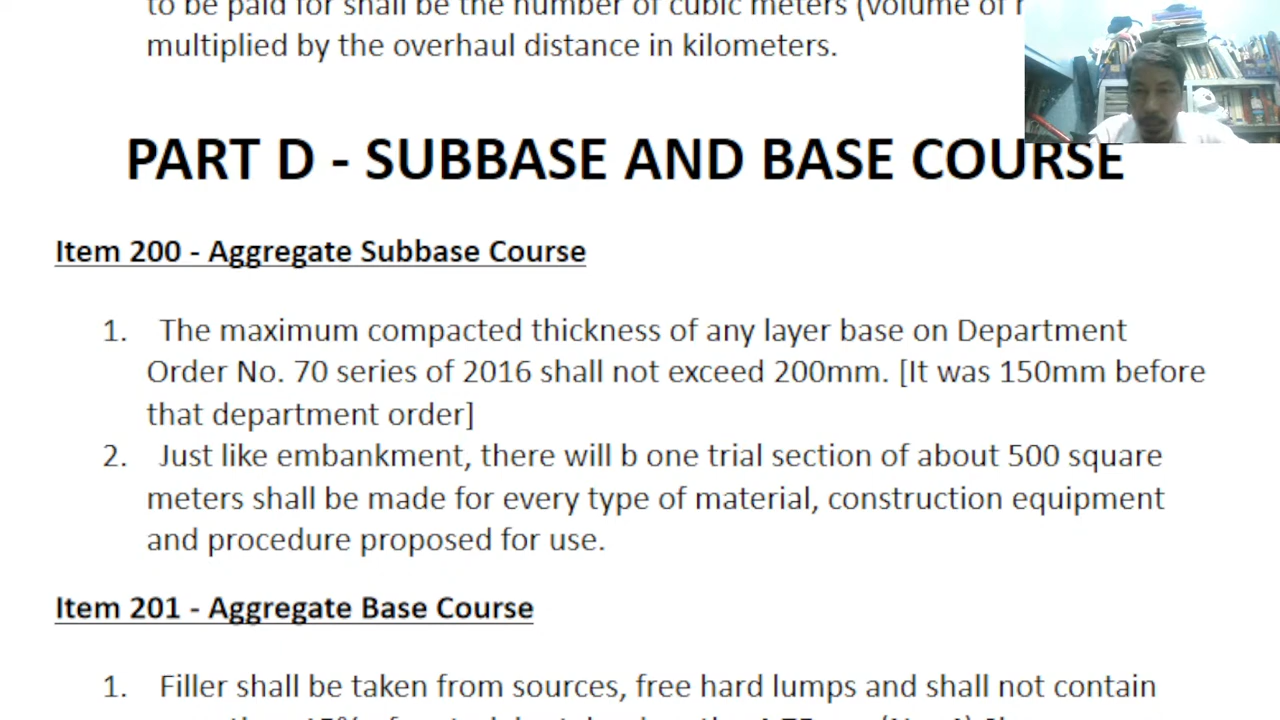 to be paid for shall be the number of cubic meters (volume of
multiplied by the overhaul distance in kilometers.
PART D - SUBBASE AND BASE COURSE
Item 200 - Aggregate Subbase Course
1. The maximum compacted thickness of any layer base on Department
Order No. 70 series of 2016 shall not exceed 200mm. [It was 150mm before
that department order]
2. Just like embankment, there will b one trial section of about 500 square
meters shall be made for every type of material, construction equipment
and procedure proposed for use.
Item 201 - Aggregate Base Course
1. Filler shall be taken from sources, free hard lumps and shall not contain